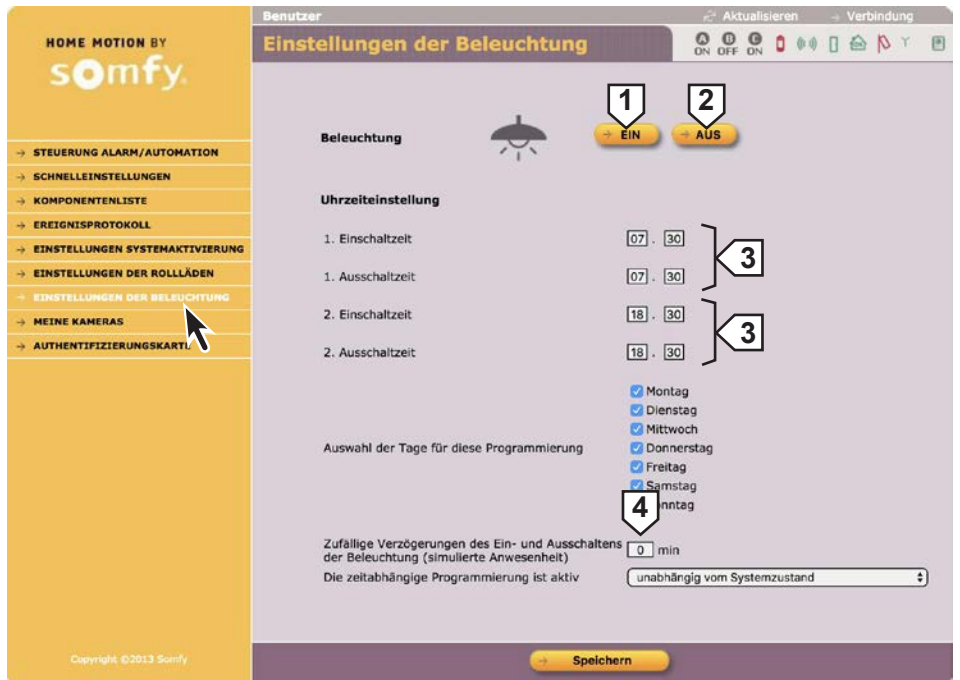 Benutzer
Aktualisieren
Verbindung
HOME MOTION BY
somfy.
Einstellungen der Beleuchtung
A B C
ON OFF ON
1
2
Beleuchtung
EIN
AUS
STEUERUNG ALARM/AUTOMATION
SCHNELLEINSTELLUNGEN
KOMPONENTENLISTE
EREIGNISPROTOKOLL
EINSTELLUNGEN SYSTEMAKTIVIERUNG
EINSTELLUNGEN DER ROLLLÄDEN
EINSTELLUNGEN DER BELEUCHTUNG
MEINE KAMERAS
AUTHENTIFIZIERUNGSKARTE
Uhrzeiteinstellung
1. Einschaltzeit 07 . 30
3
1. Ausschaltzeit 07 . 30
2. Einschaltzeit 18 . 30
3
2. Ausschaltzeit 18 . 30
Montag
Dienstag
Mittwoch
Auswahl der Tage für diese Programmierung
Donnerstag
Freitag
Samstag
4
nntag
Zufällige Verzögerungen des Ein- und Ausschaltens
der Beleuchtung (simulierte Anwesenheit)
0 min
Die zeitabhängige Programmierung ist aktiv
unabhängig vom Systemzustand
Copyright ©2013 Somfy
Speichern